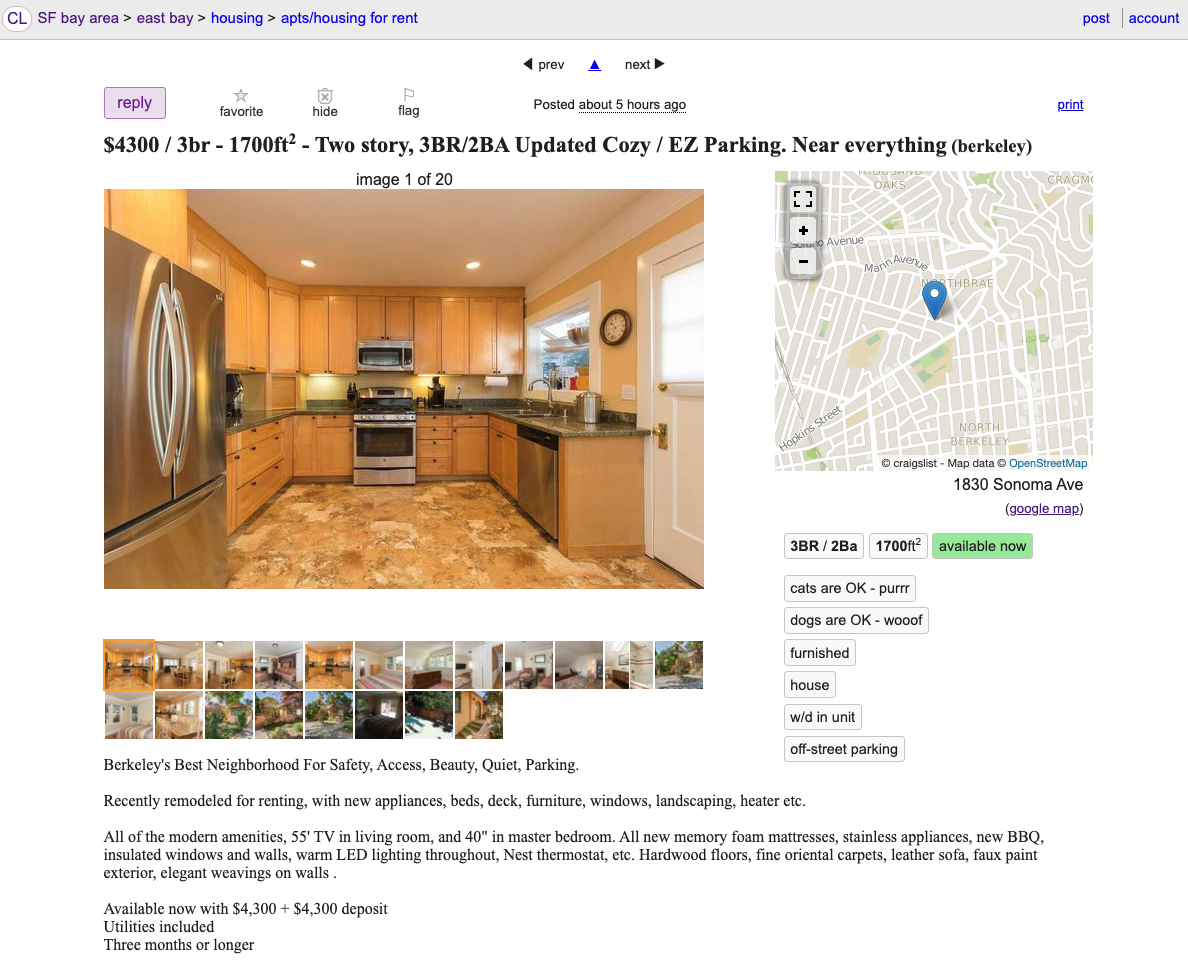 CL SF bay area > east bay > housing > apts/housing for rent post account
◀ prev ▲ next ▶
reply favorite hide flag Posted about 5 hours ago print
$4300 / 3br - 1700ft² - Two story, 3BR/2BA Updated Cozy / EZ Parking. Near everything (berkeley)
image 1 of 20
THOUSAND
OAKS
CRAGMO
+
Solano Avenue
−
Marin Avenue
NORTHBRAE
Hopkins Street
NORTH
BERKELEY
© craigslist - Map data © OpenStreetMap
1830 Sonoma Ave
(google map)
3BR / 2Ba 1700ft² available now
cats are OK - purrr
dogs are OK - wooof
furnished
house
w/d in unit
off-street parking
Berkeley's Best Neighborhood For Safety, Access, Beauty, Quiet, Parking.
Recently remodeled for renting, with new appliances, beds, deck, furniture, windows, landscaping, heater etc.
All of the modern amenities, 55' TV in living room, and 40" in master bedroom. All new memory foam mattresses, stainless appliances, new BBQ,
insulated windows and walls, warm LED lighting throughout, Nest thermostat, etc. Hardwood floors, fine oriental carpets, leather sofa, faux paint
exterior, elegant weavings on walls .
Available now with $4,300 + $4,300 deposit
Utilities included
Three months or longer